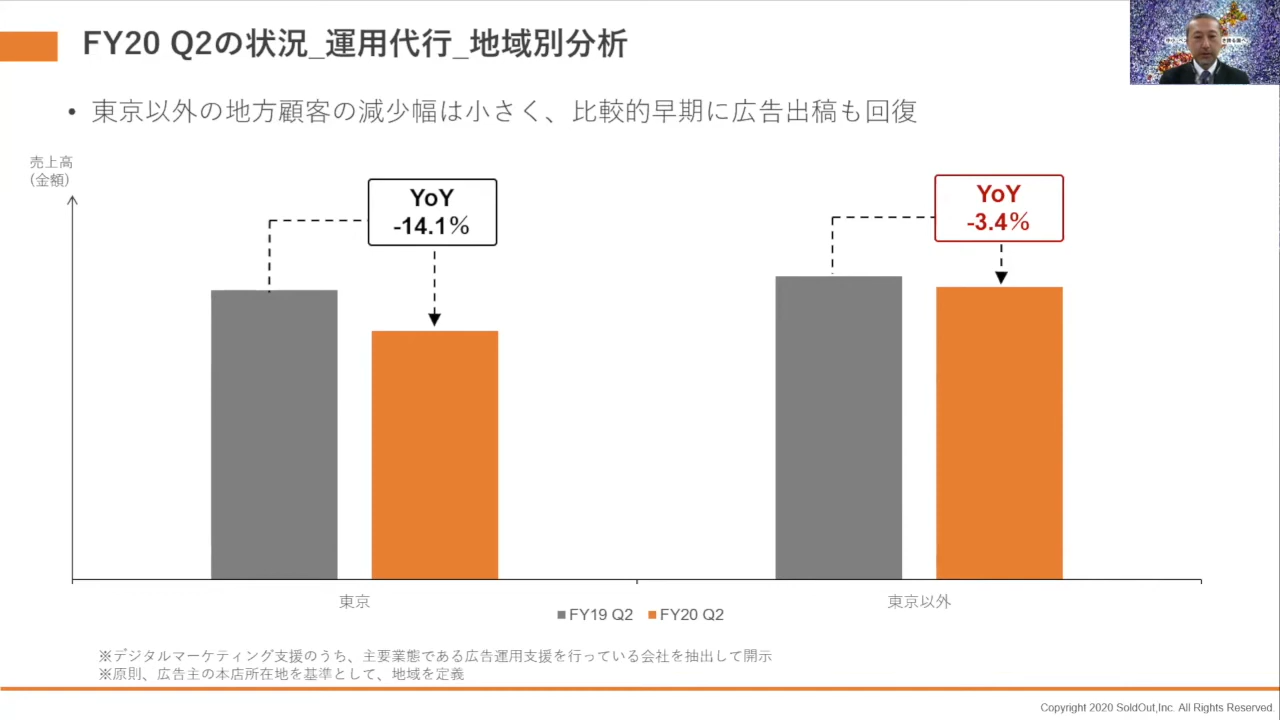 FY20 Q2の状況_運用代行_地域別分析
• 東京以外の地方顧客の減少幅は小さく、比較的早期に広告出稿も回復
売上高
(金額)
YoY
-14.1%
YoY
-3.4%
東京
東京以外
FY19 Q2
FY20 Q2
※デジタルマーケティング支援のうち、主要業態である広告運用支援を行っている会社を抽出して開示
※原則、広告主の本店所在地を基準として、地域を定義
Copyright 2020 SoldOut,Inc. All Rights Reserved.